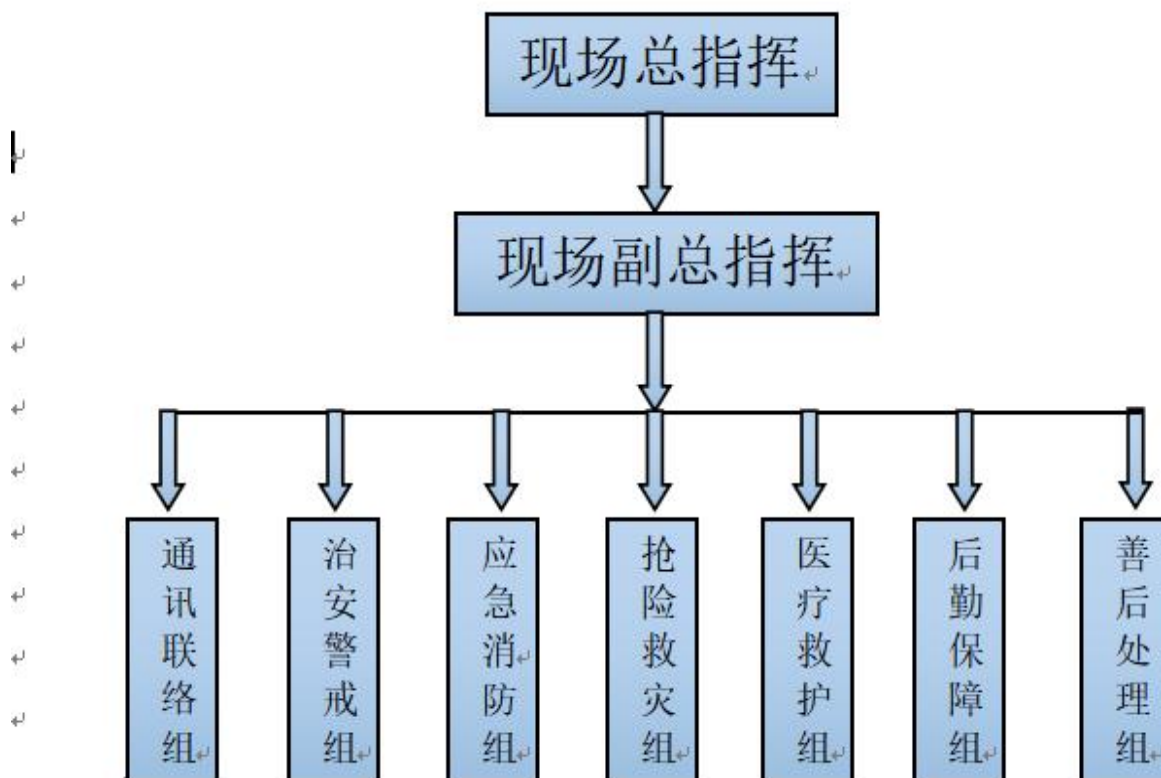 现场总指挥
现场副总指挥
通讯联络组
治安警戒组
应急消防组
抢险救灾组
医疗救护组
后勤保障组
善后处理组